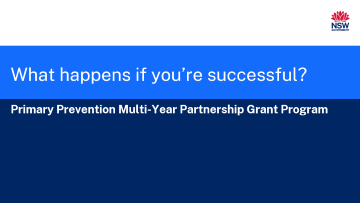 NSW
What happens if you’re successful?
Primary Prevention Multi-Year Partnership Grant Program